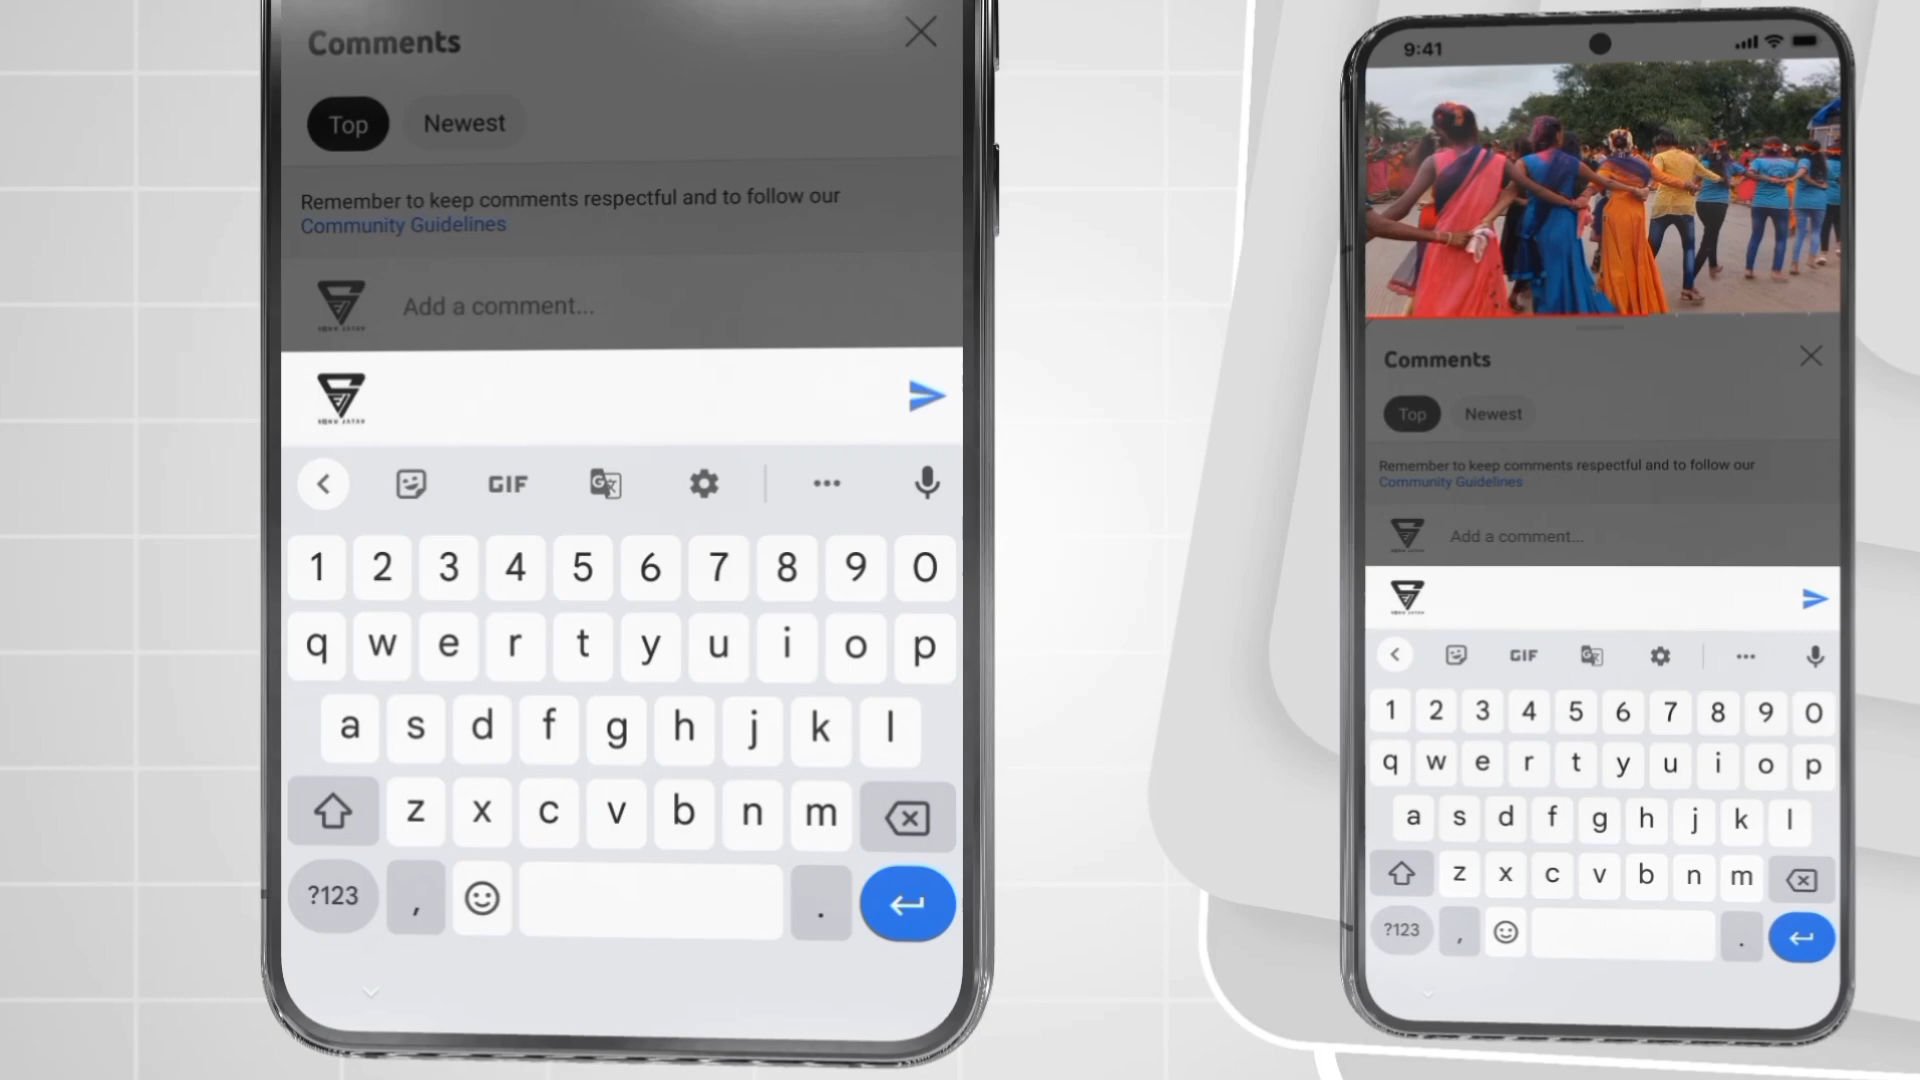 Comments
Top
Newest
Remember to keep comments respectful and to follow our
Community Guidelines
Add a comment...
GIF
1 2 3 4 5 6 7 8 9 0
q w e r t y u i o p
a s d f g h j k l
z x c v b n m
?123 , .
9:41
Comments
Top
Newest
Remember to keep comments respectful and to follow our
Community Guidelines
Add a comment...
GIF
1 2 3 4 5 6 7 8 9 0
q w e r t y u i o p
a s d f g h j k l
z x c v b n m
?123 , .